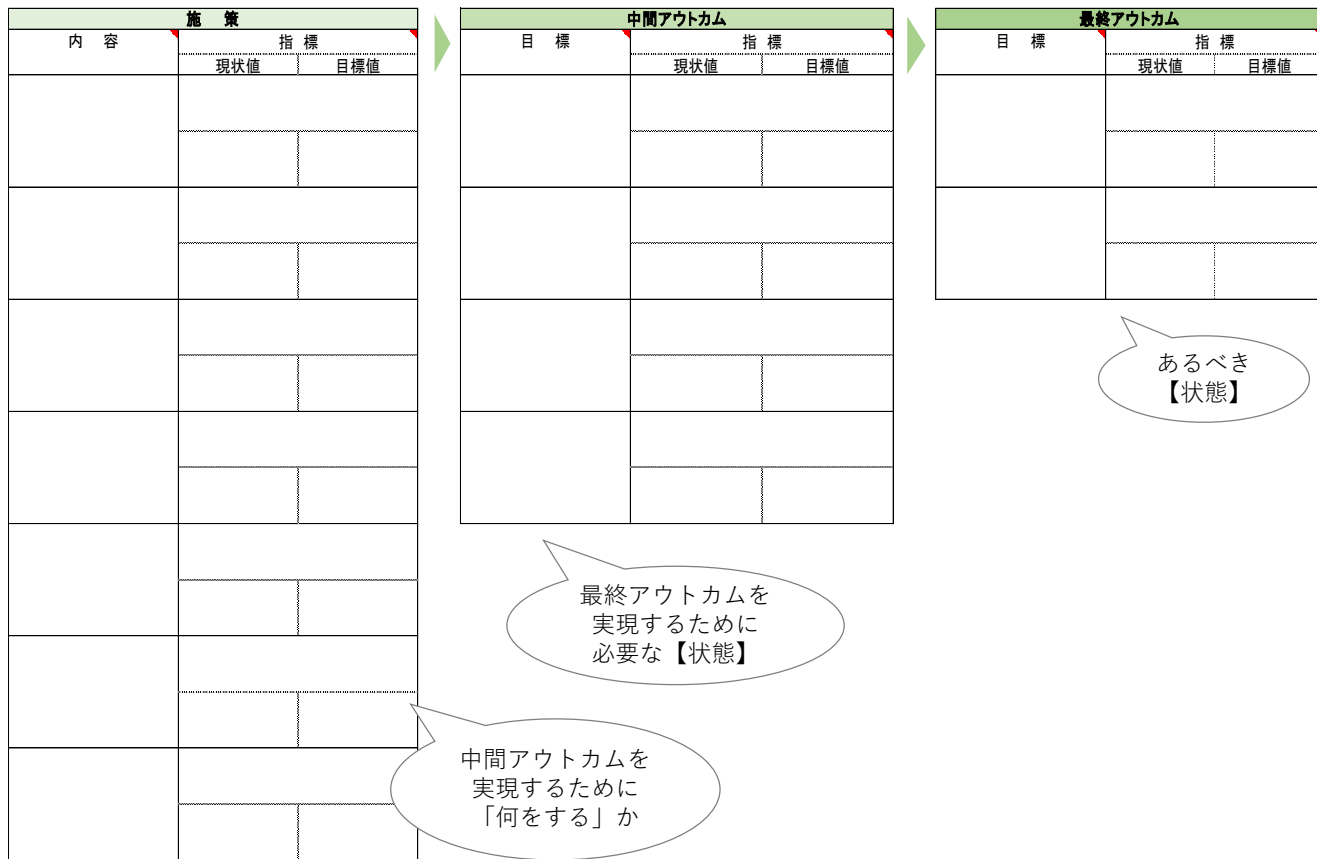 施 策
内 容
指 標
現状値
目標値
中間アウトカム
目 標
指 標
現状値
目標値
最終アウトカム
目 標
指 標
現状値
目標値
あるべき
【状態】
最終アウトカムを
実現するために
必要な【状態】
中間アウトカムを
実現するために
「何をする」か